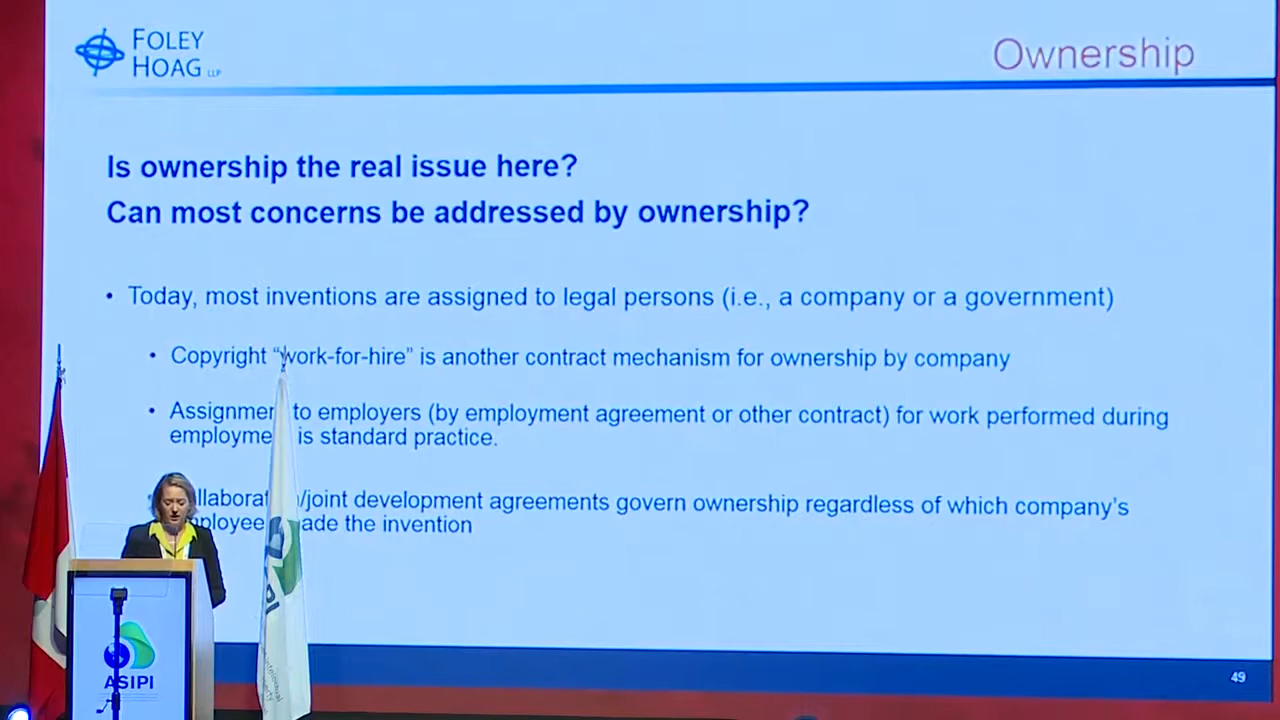 FOLEY
HOAG LLP
Ownership
Is ownership the real issue here?
Can most concerns be addressed by ownership?
• Today, most inventions are assigned to legal persons (i.e., a company or a government)
• Copyright “work-for-hire” is another contract mechanism for ownership by company
• Assignmen to employers (by employment agreement or other contract) for work performed during
employme is standard practice.
/joint development agreements govern ownership regardless of which company’s
ade the invention
ASIPI
49